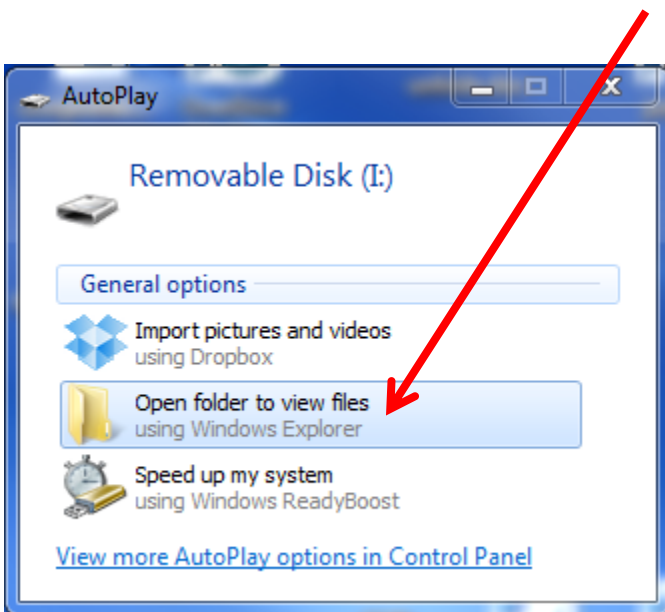 AutoPlay
Removable Disk (I:)
General options
Import pictures and videos
using Dropbox
Open folder to view files
using Windows Explorer
Speed up my system
using Windows ReadyBoost
View more AutoPlay options in Control Panel